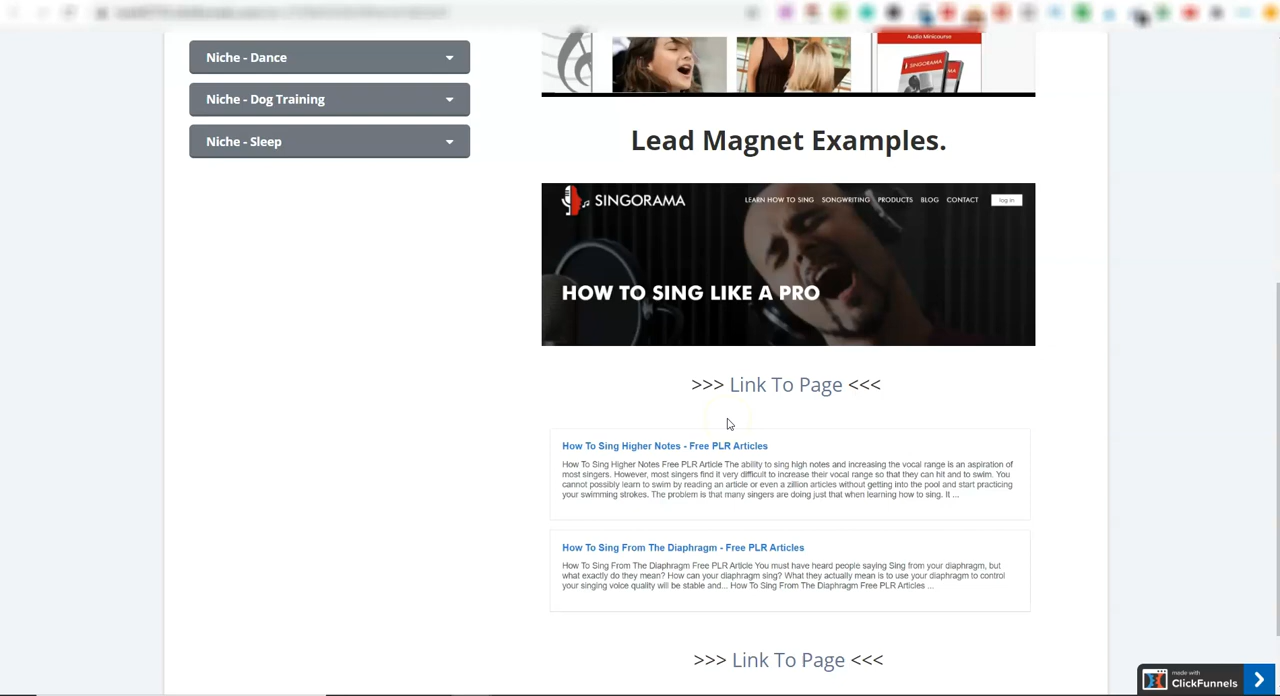 Niche - Dance
Niche - Dog Training
Niche - Sleep
Audio Minicourse
SINGORAMA
Lead Magnet Examples.
SINGORAMA
LEARN HOW TO SING SONGWRITING PRODUCTS BLOG CONTACT log in
HOW TO SING LIKE A PRO
>>> Link To Page <<<
How To Sing Higher Notes - Free PLR Articles
How To Sing Higher Notes Free PLR Article The ability to sing high notes and increasing the vocal range is an aspiration of
most singers. However, most singers find it very difficult to increase their vocal range so that they can hit and to swim. You
cannot possibly learn to swim by reading an article or even a zillion articles without getting into the pool and start practicing
your swimming strokes. The problem is that many singers are doing just that when learning how to sing. It ...
How To Sing From The Diaphragm - Free PLR Articles
How To Sing From The Diaphragm Free PLR Article You must have heard people saying Sing from your diaphragm, but
what exactly do they mean? How can your diaphragm sing? What they actually mean is to use your diaphragm to control
your singing voice quality will be stable and... How To Sing From The Diaphragm Free PLR Articles ...
>>> Link To Page <<<
made with
ClickFunnels